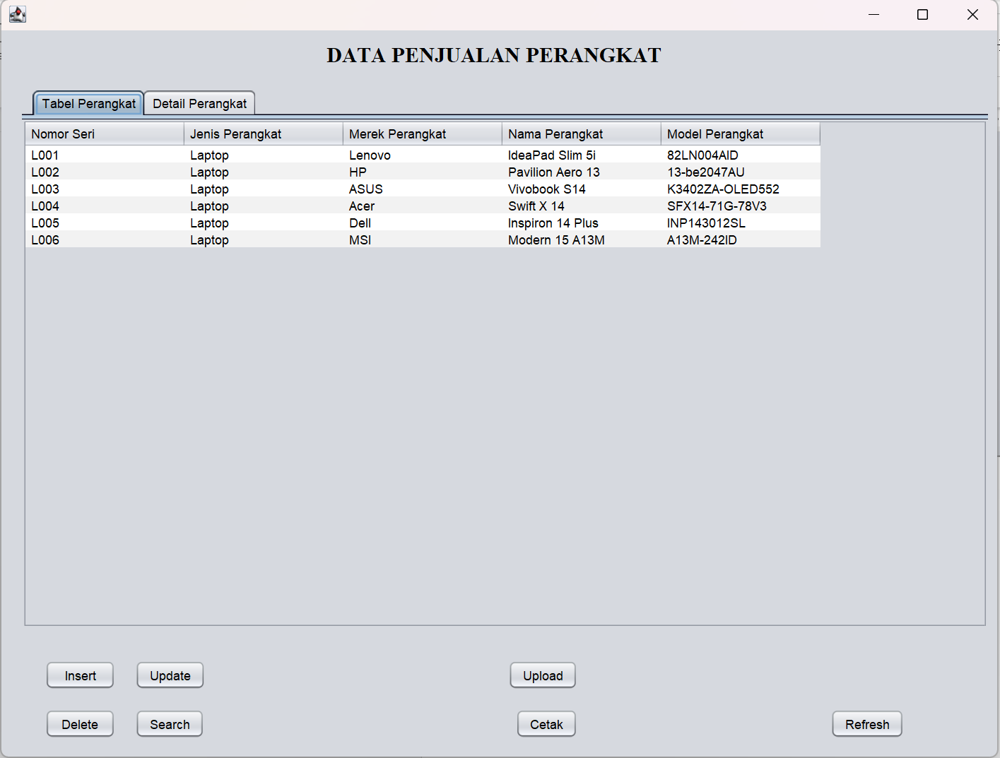 DATA PENJUALAN PERANGKAT
Tabel Perangkat Detail Perangkat
Nomor Seri Jenis Perangkat Merek Perangkat Nama Perangkat Model Perangkat
L001 Laptop Lenovo IdeaPad Slim 5i 82LN004AID
L002 Laptop HP Pavilion Aero 13 13-be2047AU
L003 Laptop ASUS Vivobook S14 K3402ZA-OLED552
L004 Laptop Acer Swift X 14 SFX14-71G-78V3
L005 Laptop Dell Inspiron 14 Plus INP143012SL
L006 Laptop MSI Modern 15 A13M A13M-242ID
Insert Update Upload
Delete Search Cetak Refresh